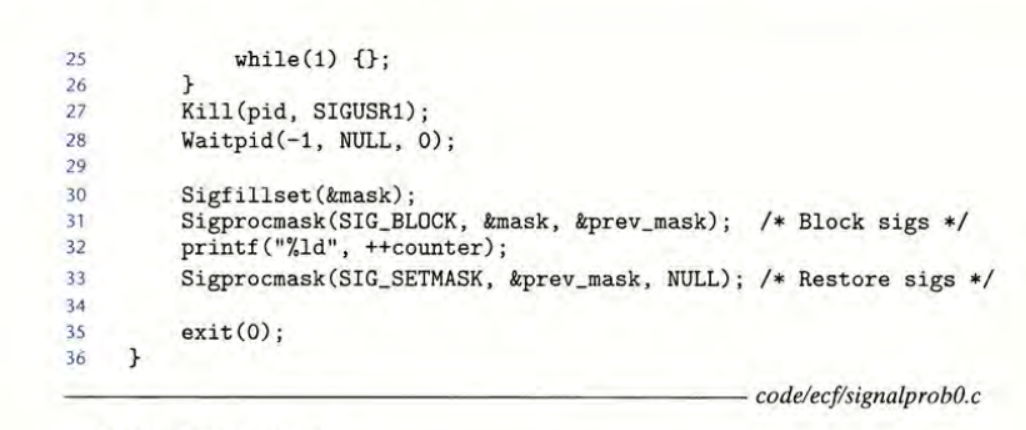 25 while(1) {};
26 }
27 Kill(pid, SIGUSR1);
28 Waitpid(-1, NULL, 0);
29
30 Sigfillset(&mask);
31 Sigprocmask(SIG_BLOCK, &mask, &prev_mask); /* Block sigs */
32 printf("%ld", ++counter);
33 Sigprocmask(SIG_SETMASK, &prev_mask, NULL); /* Restore sigs */
34
35 exit(0);
36 }
code/ecf/signalprob0.c